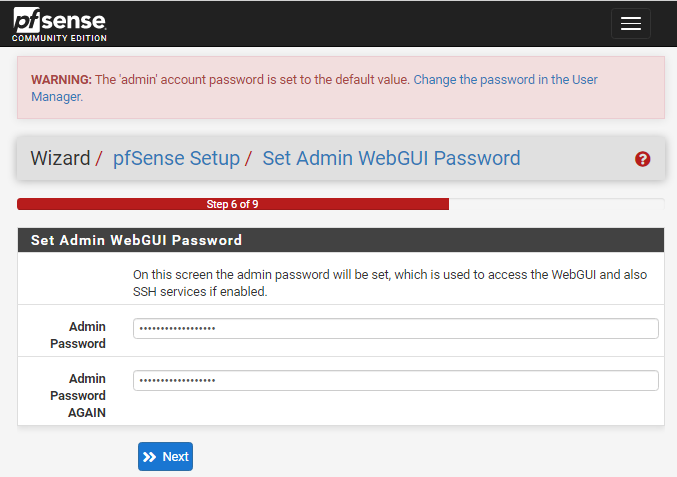 pfsense
COMMUNITY EDITION
WARNING: The 'admin' account password is set to the default value. Change the password in the User
Manager.
Wizard / pfSense Setup / Set Admin WebGUI Password
?
Step 6 of 9
Set Admin WebGUI Password
On this screen the admin password will be set, which is used to access the WebGUI and also
SSH services if enabled.
Admin
Password
••••••••••••••••••
Admin
Password
AGAIN
••••••••••••••••••
Next